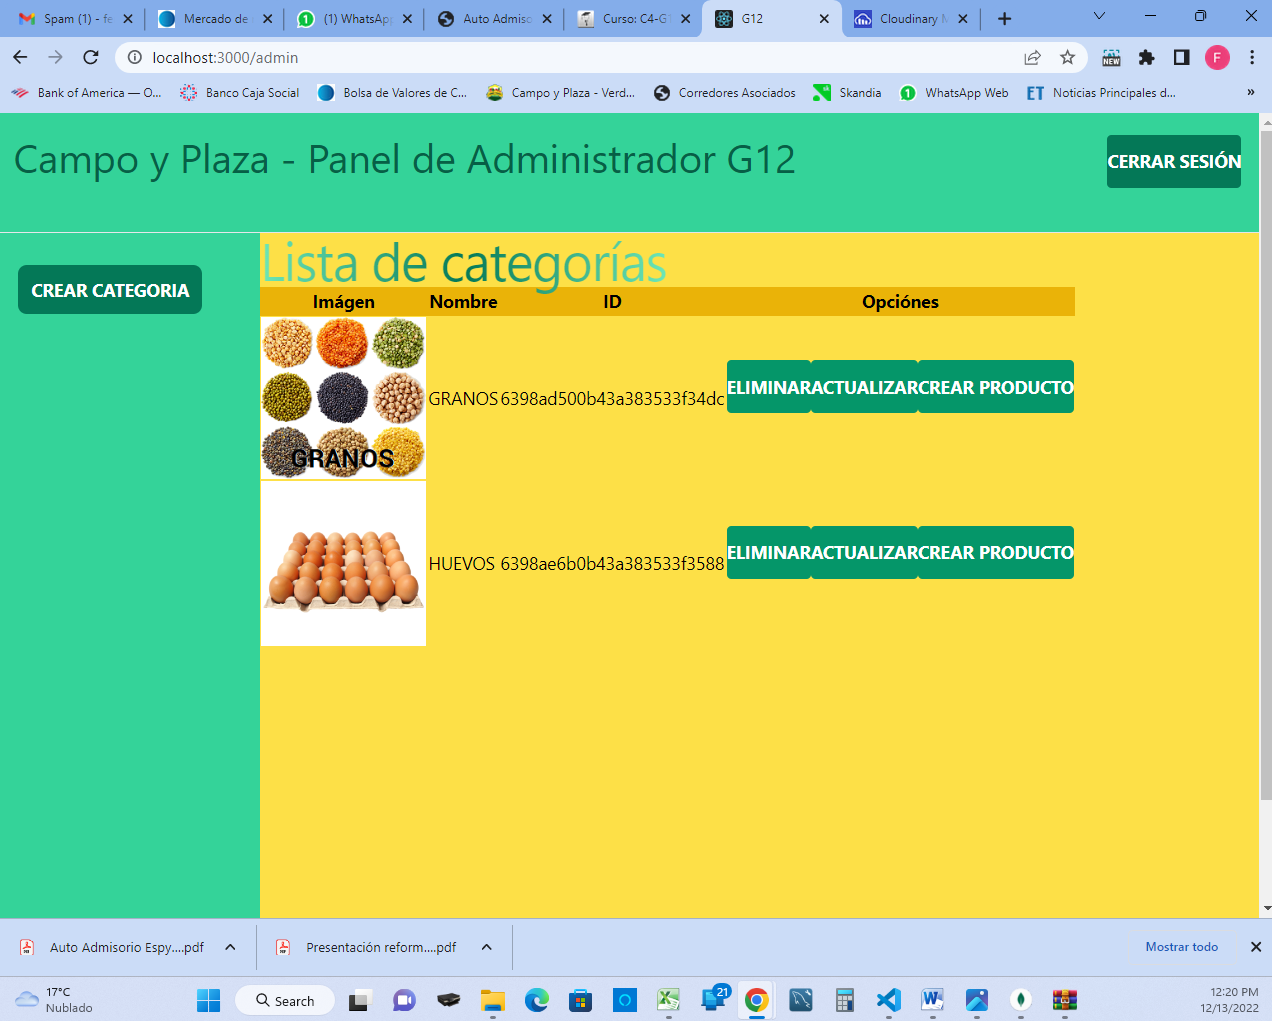 Spam (1) - fe
Mercado de
(1) WhatsApp
Auto Admiso
Curso: C4-G
G12
Cloudinary M
localhost:3000/admin
NEW
F
Bank of America — O...
Banco Caja Social
Bolsa de Valores de C...
Campo y Plaza - Verd...
Corredores Asociados
Skandia
WhatsApp Web
ET Noticias Principales d...
»
Campo y Plaza - Panel de Administrador G12
CERRAR SESIÓN
CREAR CATEGORIA
Lista de categorías
Imágen Nombre ID Opciónes
GRANOS
GRANOS 6398ad500b43a383533f34dc ELIMINAR ACTUALIZAR CREAR PRODUCTO
HUEVOS 6398ae6b0b43a383533f3588 ELIMINAR ACTUALIZAR CREAR PRODUCTO
Auto Admisorio Espy....pdf
Presentación reform....pdf
Mostrar todo
17°C
Nublado
Search
21
12:20 PM
12/13/2022